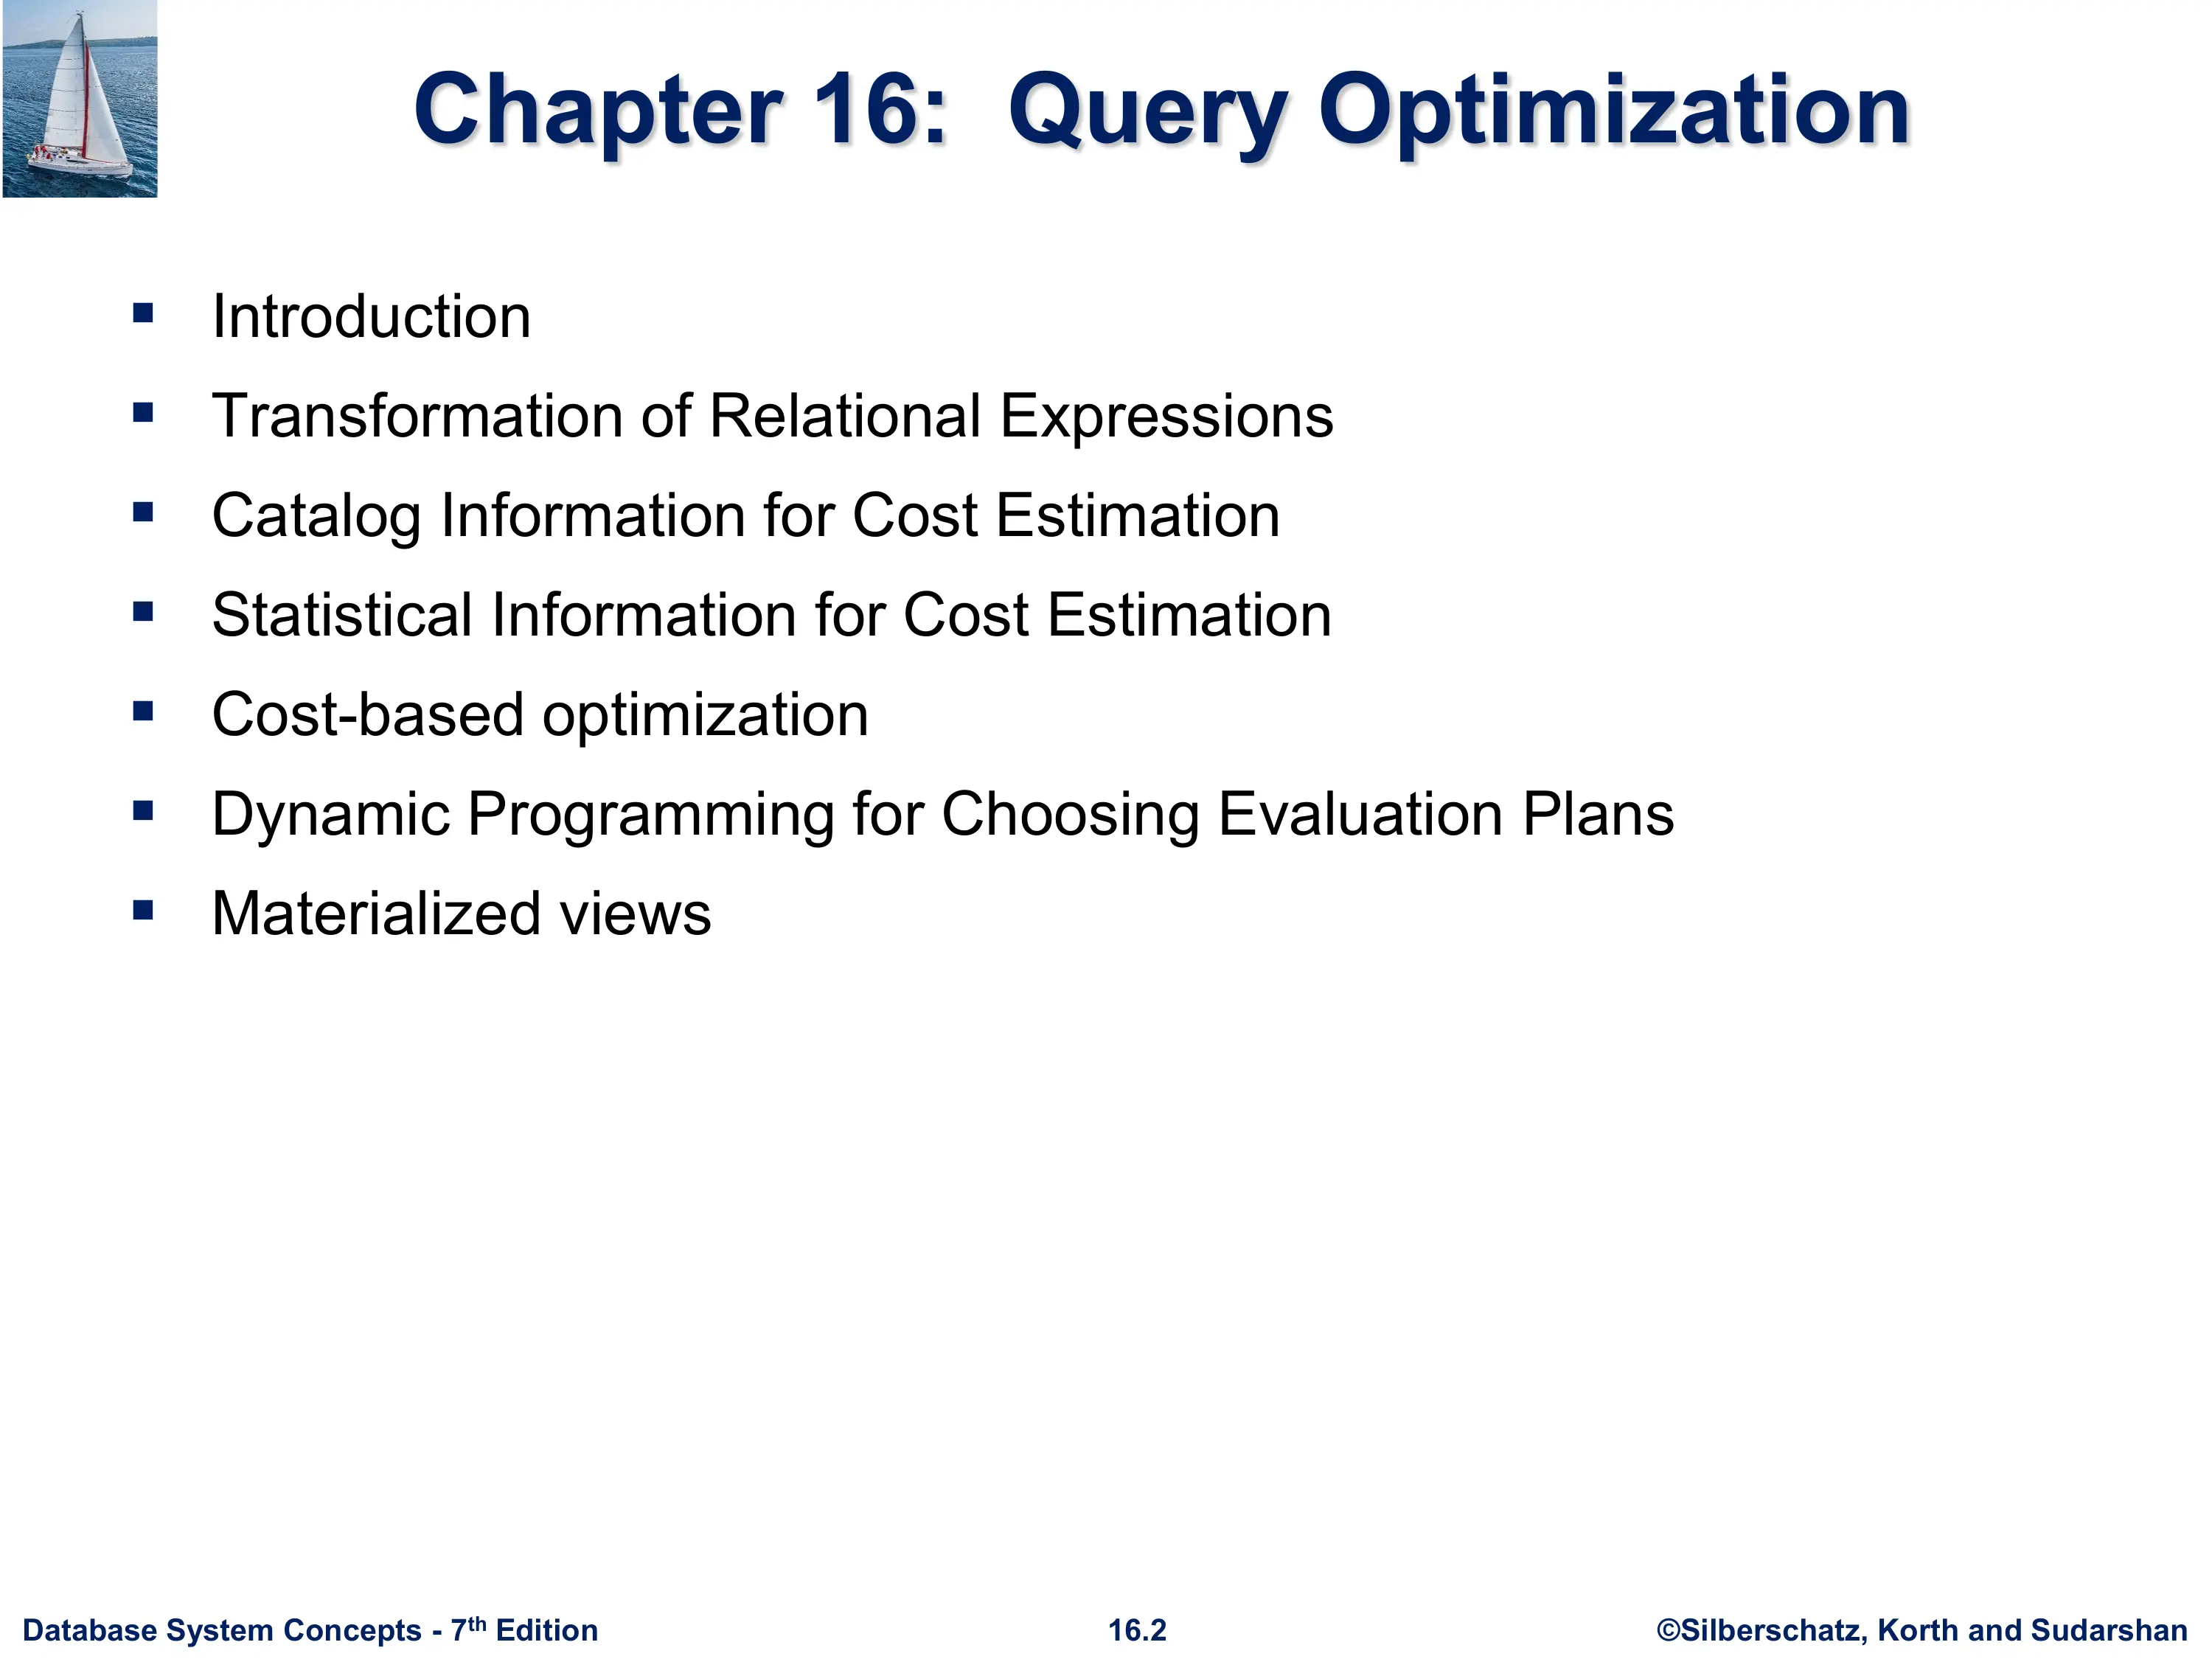 Chapter 16: Query Optimization
▪ Introduction
▪ Transformation of Relational Expressions
▪ Catalog Information for Cost Estimation
▪ Statistical Information for Cost Estimation
▪ Cost-based optimization
▪ Dynamic Programming for Choosing Evaluation Plans
▪ Materialized views
Database System Concepts - 7th Edition 16.2 ©Silberschatz, Korth and Sudarshan